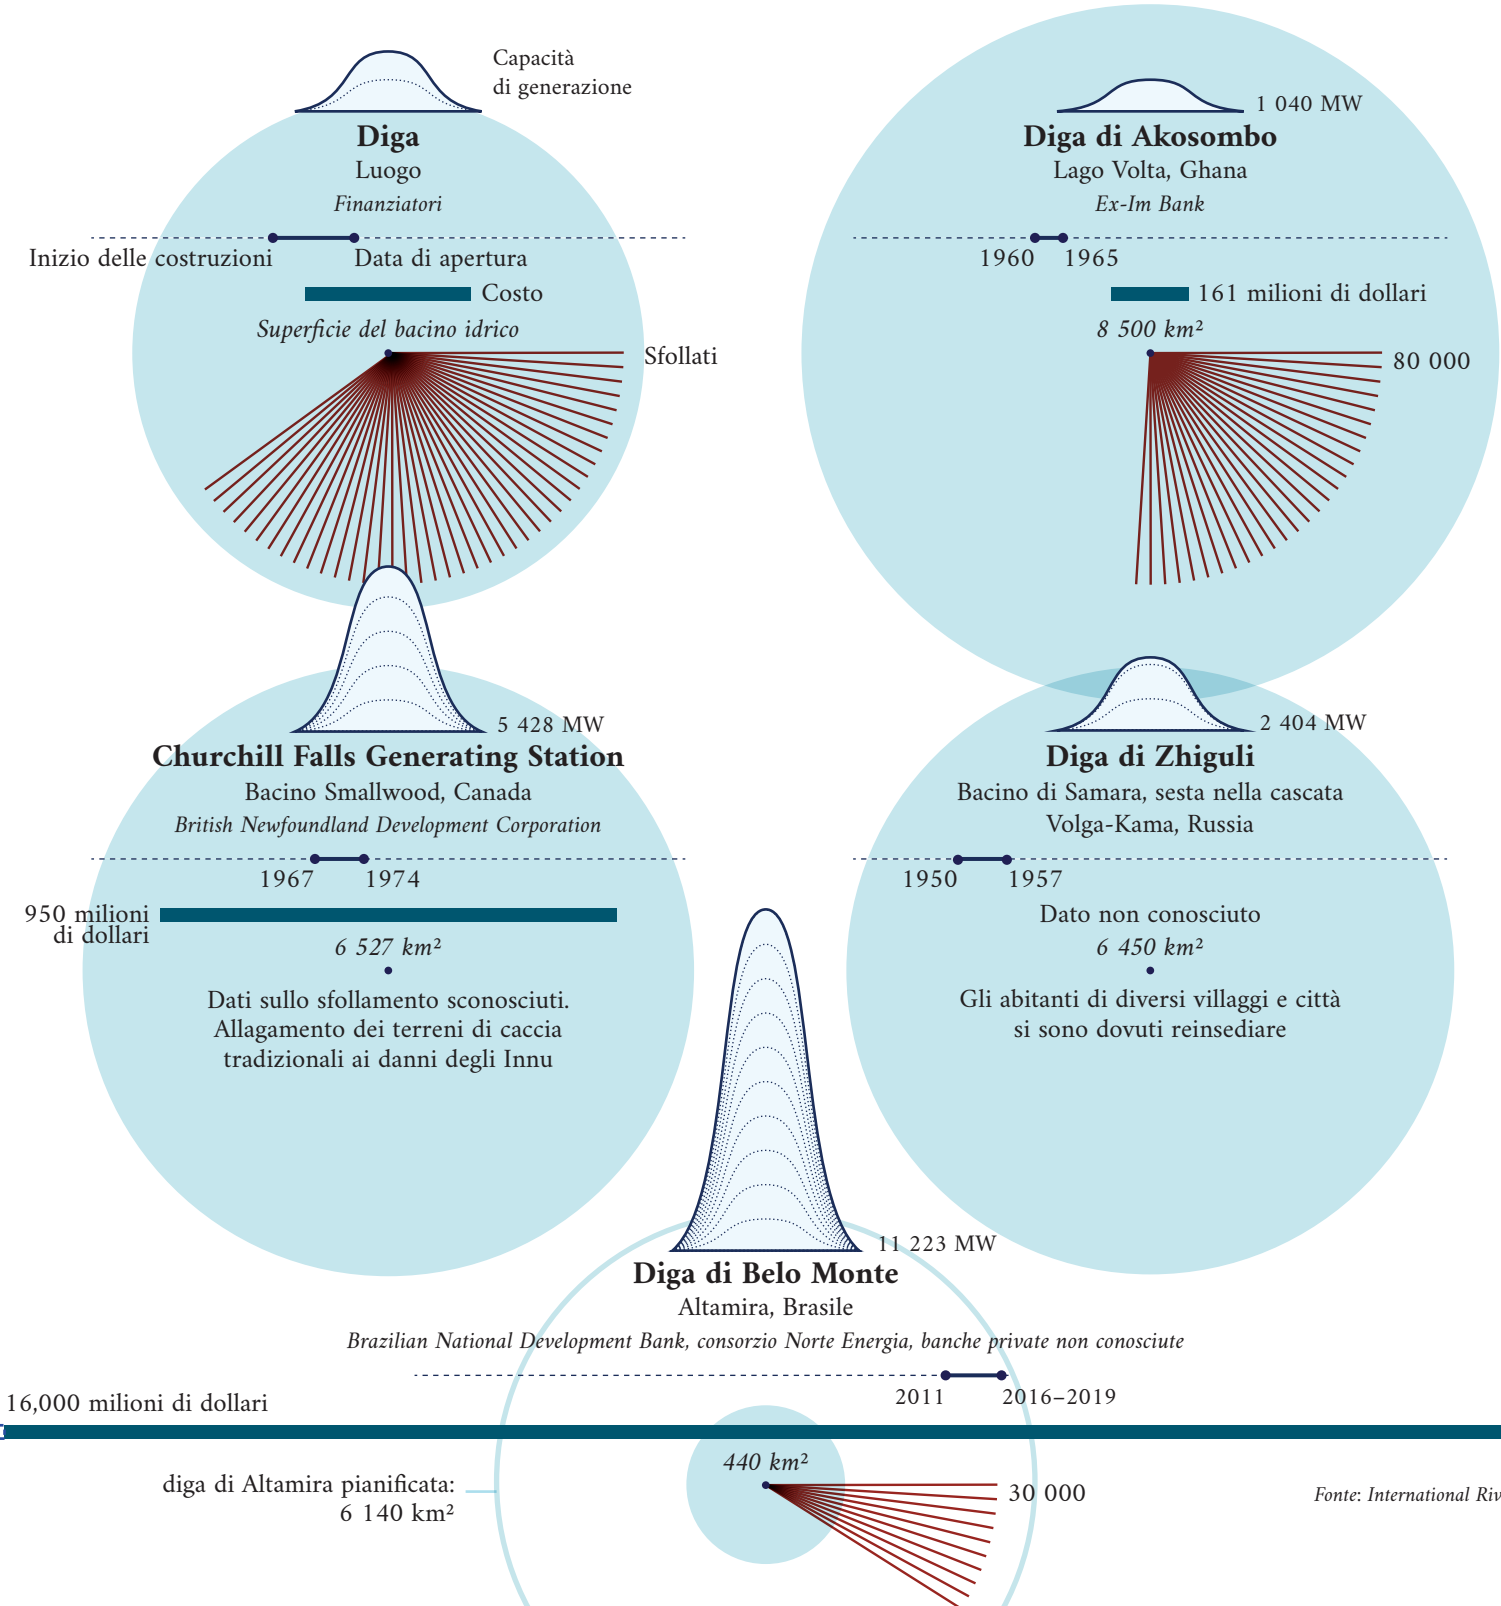 Capacità
di generazione
Diga
Luogo
Finanziatori
Inizio delle costruzioni
Data di apertura
Costo
Superficie del bacino idrico
Sfollati
1 040 MW
Diga di Akosombo
Lago Volta, Ghana
Ex-Im Bank
1960
1965
161 milioni di dollari
8 500 km²
80 000
5 428 MW
Churchill Falls Generating Station
Bacino Smallwood, Canada
British Newfoundland Development Corporation
1967
1974
950 milioni
di dollari
6 527 km²
Dati sullo sfollamento sconosciuti.
Allagamento dei terreni di caccia
tradizionali ai danni degli Innu
2 404 MW
Diga di Zhiguli
Bacino di Samara, sesta nella cascata
Volga-Kama, Russia
1950
1957
Dato non conosciuto
6 450 km²
Gli abitanti di diversi villaggi e città
si sono dovuti reinsediare
11 223 MW
Diga di Belo Monte
Altamira, Brasile
Brazilian National Development Bank, consorzio Norte Energia, banche private non conosciute
2011
2016–2019
16,000 milioni di dollari
440 km²
diga di Altamira pianificata:
6 140 km²
30 000
Fonte: International Riv